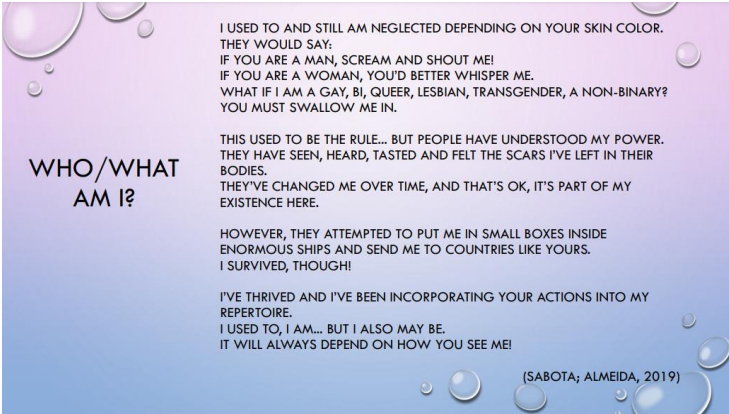 WHO/WHAT
AM I?
I USED TO AND STILL AM NEGLECTED DEPENDING ON YOUR SKIN COLOR.
THEY WOULD SAY:
IF YOU ARE A MAN, SCREAM AND SHOUT ME!
IF YOU ARE A WOMAN, YOU'D BETTER WHISPER ME.
WHAT IF I AM A GAY, BI, QUEER, LESBIAN, TRANSGENDER, A NON-BINARY?
YOU MUST SWALLOW ME IN.
THIS USED TO BE THE RULE... BUT PEOPLE HAVE UNDERSTOOD MY POWER.
THEY HAVE SEEN, HEARD, TASTED AND FELT THE SCARS I'VE LEFT IN THEIR
BODIES.
THEY'VE CHANGED ME OVER TIME, AND THAT'S OK, IT'S PART OF MY
EXISTENCE HERE.
HOWEVER, THEY ATTEMPTED TO PUT ME IN SMALL BOXES INSIDE
ENORMOUS SHIPS AND SEND ME TO COUNTRIES LIKE YOURS.
I SURVIVED, THOUGH!
I'VE THRIVED AND I'VE BEEN INCORPORATING YOUR ACTIONS INTO MY
REPERTOIRE.
I USED TO, I AM... BUT I ALSO MAY BE.
IT WILL ALWAYS DEPEND ON HOW YOU SEE ME!
(SABOTA; ALMEIDA, 2019)